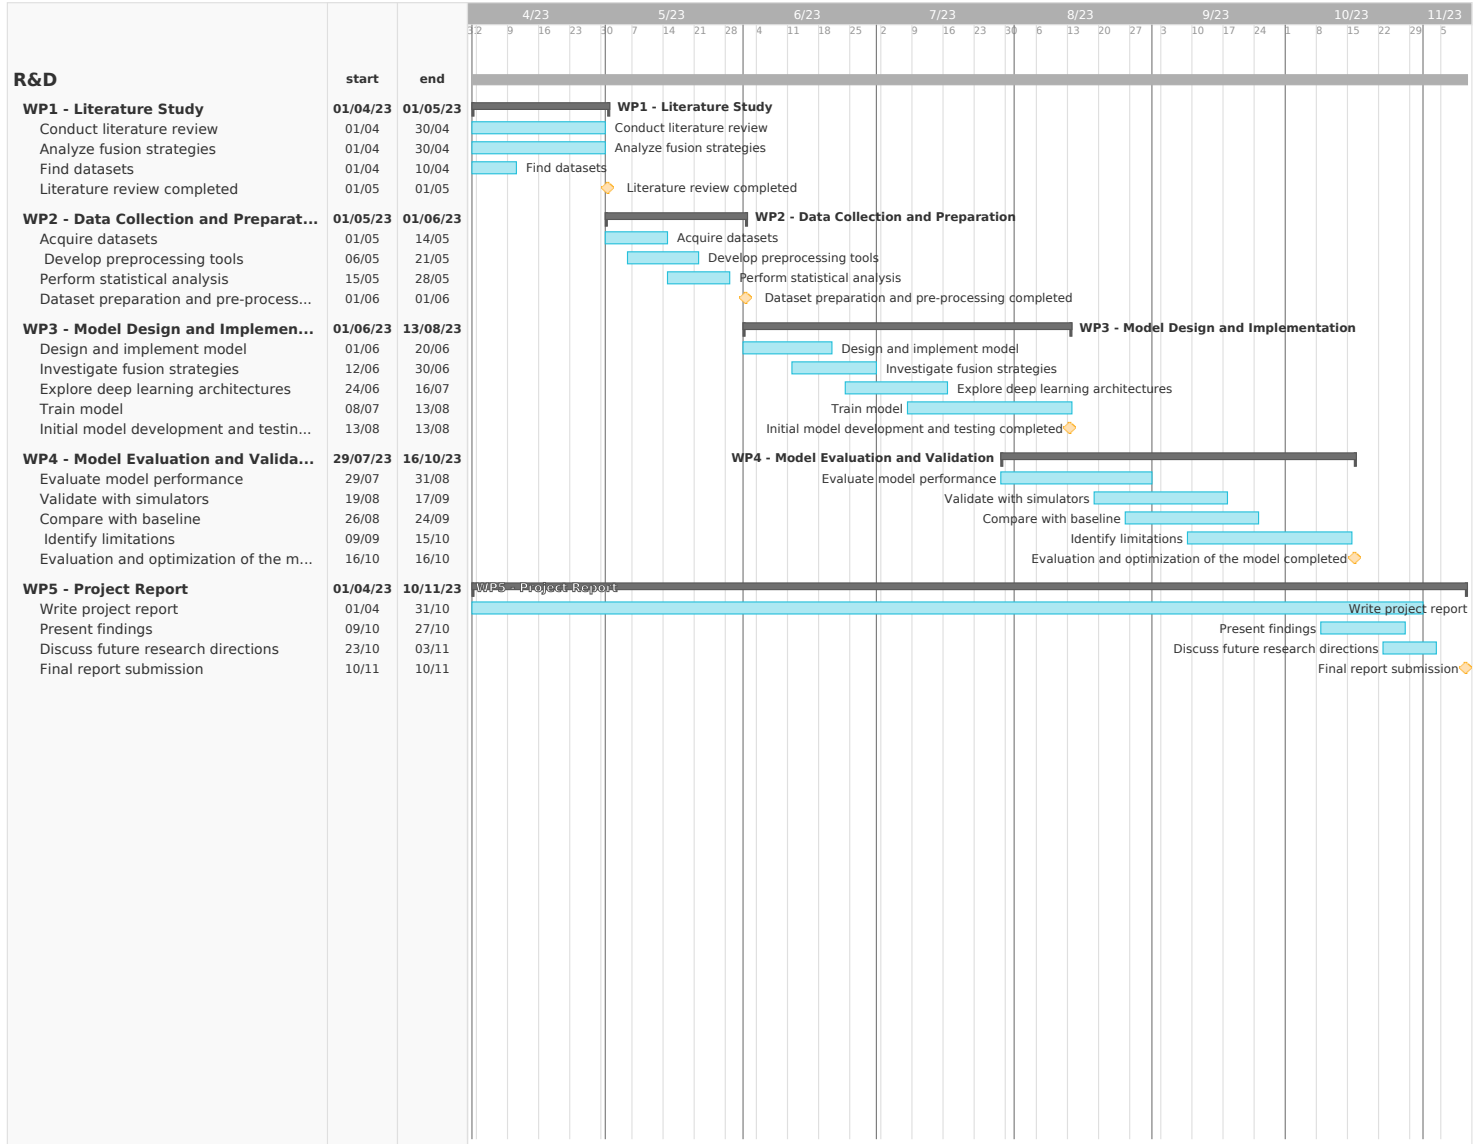 4/23 5/23 6/23 7/23 8/23 9/23 10/23 11/23
2 9 16 23 30 7 14 21 28 4 11 18 25 2 9 16 23 30 6 13 20 27 3 10 17 24 1 8 15 22 29 5
R&D start end
WP1 - Literature Study 01/04/23 01/05/23 WP1 - Literature Study
Conduct literature review 01/04 30/04 Conduct literature review
Analyze fusion strategies 01/04 30/04 Analyze fusion strategies
Find datasets 01/04 10/04 Find datasets
Literature review completed 01/05 01/05 Literature review completed
WP2 - Data Collection and Preparat... 01/05/23 01/06/23 WP2 - Data Collection and Preparation
Acquire datasets 01/05 14/05 Acquire datasets
Develop preprocessing tools 06/05 21/05 Develop preprocessing tools
Perform statistical analysis 15/05 28/05 Perform statistical analysis
Dataset preparation and pre-process... 01/06 01/06 Dataset preparation and pre-processing completed
WP3 - Model Design and Implemen... 01/06/23 13/08/23 WP3 - Model Design and Implementation
Design and implement model 01/06 20/06 Design and implement model
Investigate fusion strategies 12/06 30/06 Investigate fusion strategies
Explore deep learning architectures 24/06 16/07 Explore deep learning architectures
Train model 08/07 13/08 Train model
Initial model development and testin... 13/08 13/08 Initial model development and testing completed
WP4 - Model Evaluation and Valida... 29/07/23 16/10/23 WP4 - Model Evaluation and Validation
Evaluate model performance 29/07 31/08 Evaluate model performance
Validate with simulators 19/08 17/09 Validate with simulators
Compare with baseline 26/08 24/09 Compare with baseline
Identify limitations 09/09 15/10 Identify limitations
Evaluation and optimization of the m... 16/10 16/10 Evaluation and optimization of the model completed
WP5 - Project Report 01/04/23 10/11/23 WP5 - Project Report
Write project report 01/04 31/10 Write project report
Present findings 09/10 27/10 Present findings
Discuss future research directions 23/10 03/11 Discuss future research directions
Final report submission 10/11 10/11 Final report submission